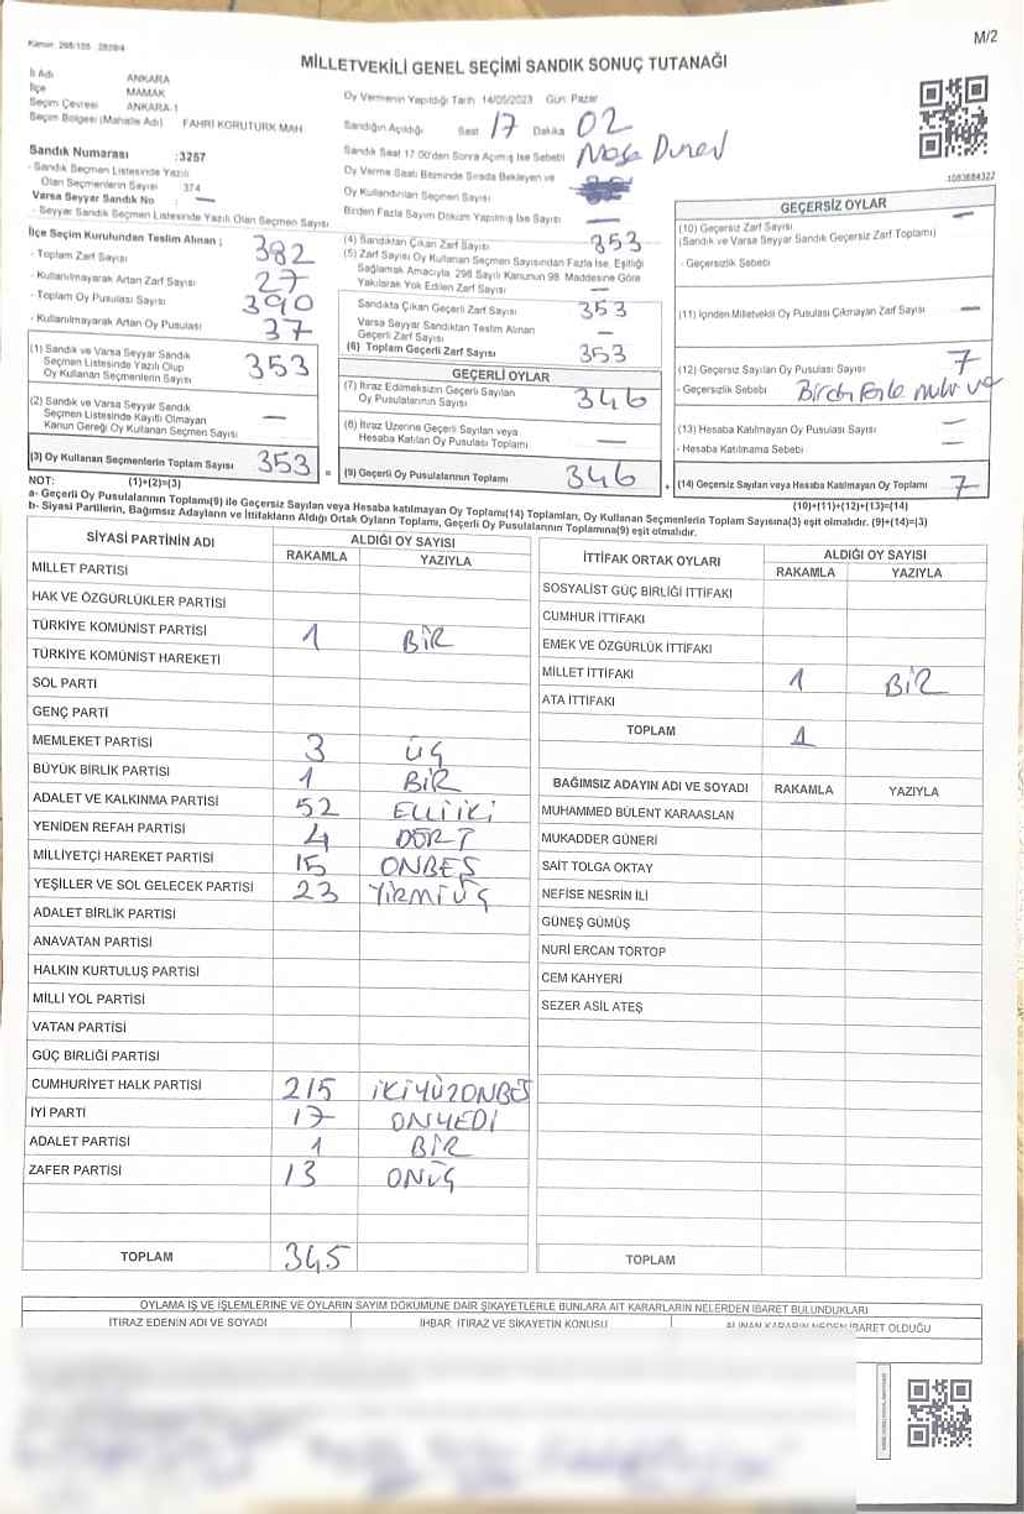 M/2
MİLLETVEKİLİ GENEL SEÇİMİ SANDIK SONUÇ TUTANAĞI
İl Adı ANKARA
İlçe MAMAK
Seçim Çevresi ANKARA-1
Seçim Bölgesi (Mahalle Adı) FAHRİ KORUTÜRK MAH.
Sandık Numarası :3257
- Sandık Seçmen Listesinde Yazılı
Olan Seçmenlerin Sayısı 374
Varsa Seyyar Sandık No : —
- Seyyar Sandık Seçmen Listesinde Yazılı Olan Seçmen Sayısı
İlçe Seçim Kurulundan Teslim Alınan ;
- Toplam Zarf Sayısı 382
- Kullanılmayarak Artan Zarf Sayısı 27
- Toplam Oy Pusulası Sayısı 390
- Kullanılmayarak Artan Oy Pusulası 37
(1) Sandık ve Varsa Seyyar Sandık
Seçmen Listesinde Yazılı Olup
Oy Kullanan Seçmenlerin Sayısı 353
(2) Sandık ve Varsa Seyyar Sandık
Seçmen Listesinde Kayıtlı Olmayan
Kanun Gereği Oy Kullanan Seçmen Sayısı —
(3) Oy Kullanan Seçmenlerin Toplam Sayısı 353
Oy Vermenin Yapıldığı Tarih 14/05/2023 Gün Pazar
Sandığın Açıldığı Saat 17 Dakika 02
Sandık Saat 17:00'den Sonra Açılmış İse Sebebi
Oy Verme Saati Bitiminde Sırada Bekleyen ve
Oy Kullandırılan Seçmen Sayısı
Birden Fazla Sayım Döküm Yapılmış İse Sayısı —
(4) Sandıktan Çıkan Zarf Sayısı 353
(5) Zarf Sayısı Oy Kullanan Seçmen Sayısından Fazla İse, Eşitliği
Sağlamak Amacıyla 298 Sayılı Kanunun 98. Maddesine Göre
Yakılarak Yok Edilen Zarf Sayısı —
Sandıkta Çıkan Geçerli Zarf Sayısı 353
Varsa Seyyar Sandıktan Teslim Alınan
Geçerli Zarf Sayısı —
(6) Toplam Geçerli Zarf Sayısı 353
GEÇERLİ OYLAR
(7) İtiraz Edilmeksizin Geçerli Sayılan
Oy Pusulalarının Sayısı 346
(8) İtiraz Üzerine Geçerli Sayılan veya
Hesaba Katılan Oy Pusulası Toplamı —
= (9) Geçerli Oy Pusulalarının Toplamı 346
1083884322
GEÇERSİZ OYLAR
(10) Geçersiz Zarf Sayısı —
(Sandık ve Varsa Seyyar Sandık Geçersiz Zarf Toplamı)
- Geçersizlik Sebebi
(11) İçinden Milletvekili Oy Pusulası Çıkmayan Zarf Sayısı —
(12) Geçersiz Sayılan Oy Pusulası Sayısı 7
- Geçersizlik Sebebi
(13) Hesaba Katılmayan Oy Pusulası Sayısı —
- Hesaba Katılmama Sebebi —
+ (14) Geçersiz Sayılan veya Hesaba Katılmayan Oy Toplamı 7
NOT: (1)+(2)=(3) (10)+(11)+(12)+(13)=(14)
a- Geçerli Oy Pusulalarının Toplamı(9) ile Geçersiz Sayılan veya Hesaba katılmayan Oy Toplamı(14) Toplamları, Oy Kullanan Seçmenlerin Toplam Sayısına(3) eşit olmalıdır. (9)+(14)=(3)
b- Siyasi Partilerin, Bağımsız Adayların ve İttifakların Aldığı Ortak Oyların Toplamı, Geçerli Oy Pusulalarının Toplamına(9) eşit olmalıdır.
SİYASİ PARTİNİN ADI ALDIĞI OY SAYISI
RAKAMLA YAZIYLA
MİLLET PARTİSİ
HAK VE ÖZGÜRLÜKLER PARTİSİ
TÜRKİYE KOMÜNİST PARTİSİ 1 BİR
TÜRKİYE KOMÜNİST HAREKETİ
SOL PARTİ
GENÇ PARTİ
MEMLEKET PARTİSİ 3 ÜÇ
BÜYÜK BİRLİK PARTİSİ 1 BİR
ADALET VE KALKINMA PARTİSİ 52 ELLİİKİ
YENİDEN REFAH PARTİSİ 4 DÖRT
MİLLİYETÇİ HAREKET PARTİSİ 15 ONBEŞ
YEŞİLLER VE SOL GELECEK PARTİSİ 23 YİRMİÜÇ
ADALET BİRLİK PARTİSİ
ANAVATAN PARTİSİ
HALKIN KURTULUŞ PARTİSİ
MİLLİ YOL PARTİSİ
VATAN PARTİSİ
GÜÇ BİRLİĞİ PARTİSİ
CUMHURİYET HALK PARTİSİ 215 İKİYÜZONBEŞ
İYİ PARTİ 17 ONYEDİ
ADALET PARTİSİ 1 BİR
ZAFER PARTİSİ 13 ONÜÇ
TOPLAM 345
İTTİFAK ORTAK OYLARI ALDIĞI OY SAYISI
RAKAMLA YAZIYLA
SOSYALİST GÜÇ BİRLİĞİ İTTİFAKI
CUMHUR İTTİFAKI
EMEK VE ÖZGÜRLÜK İTTİFAKI
MİLLET İTTİFAKI 1 BİR
ATA İTTİFAKI
TOPLAM 1
BAĞIMSIZ ADAYIN ADI VE SOYADI RAKAMLA YAZIYLA
MUHAMMED BÜLENT KARAASLAN
MUKADDER GÜNERİ
SAİT TOLGA OKTAY
NEFİSE NESRİN İLİ
GÜNEŞ GÜMÜŞ
NURİ ERCAN TORTOP
CEM KAHYERİ
SEZER ASİL ATEŞ
TOPLAM
OYLAMA İŞ VE İŞLEMLERİNE VE OYLARIN SAYIM DÖKÜMÜNE DAİR ŞİKAYETLERLE BUNLARA AİT KARARLARIN NELERDEN İBARET BULUNDUKLARI
İTİRAZ EDENİN ADI VE SOYADI İHBAR, İTİRAZ VE ŞİKAYETİN KONUSU ALINAN KARARIN NEDEN İBARET OLDUĞU